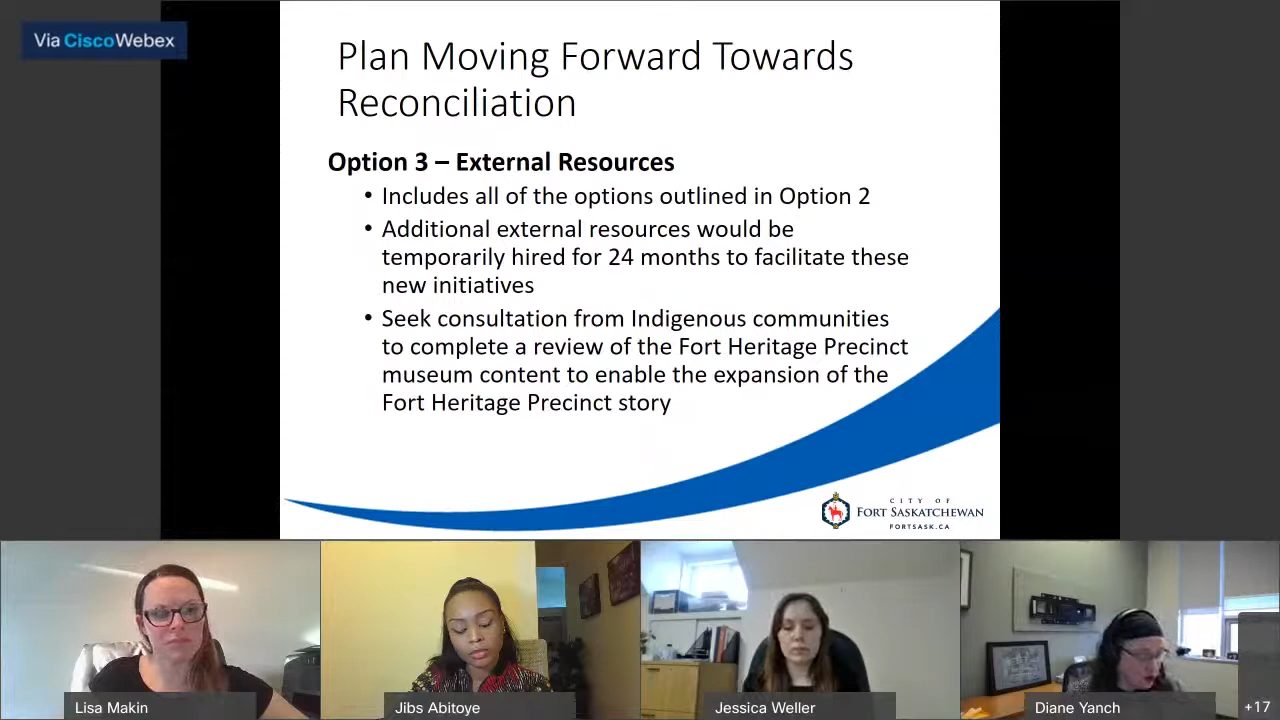 Via Cisco Webex
Plan Moving Forward Towards
Reconciliation
Option 3 – External Resources
• Includes all of the options outlined in Option 2
• Additional external resources would be
temporarily hired for 24 months to facilitate these
new initiatives
• Seek consultation from Indigenous communities
to complete a review of the Fort Heritage Precinct
museum content to enable the expansion of the
Fort Heritage Precinct story
CITY OF
FORT SASKATCHEWAN
FORTSASK.CA
Lisa Makin
Jibs Abitoye
Jessica Weller
Diane Yanch
+17